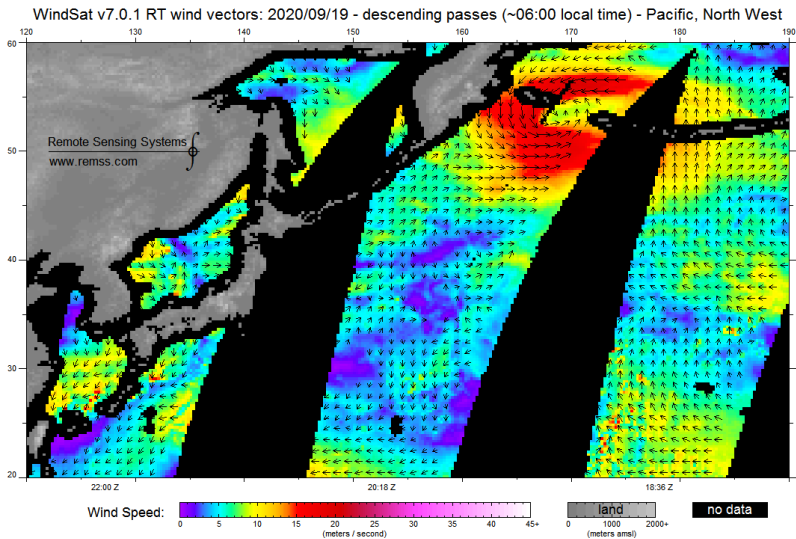 WindSat v7.0.1 RT wind vectors: 2020/09/19 - descending passes (~06:00 local time) - Pacific, North West
120 130 140 150 160 170 180 190
60
Remote Sensing Systems
www.remss.com
50
40
30
20
22:00 Z 20:18 Z 18:36 Z
Wind Speed: land no data
0 5 10 15 20 25 30 35 40 45+ 0 1000 2000+
(meters / second) (meters amsl)